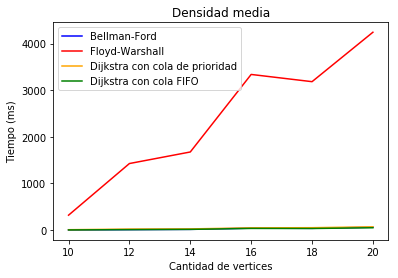 Densidad media
Bellman-Ford
Floyd-Warshall
Dijkstra con cola de prioridad
Dijkstra con cola FIFO
Tiempo (ms)
4000
3000
2000
1000
0
10 12 14 16 18 20
Cantidad de vertices